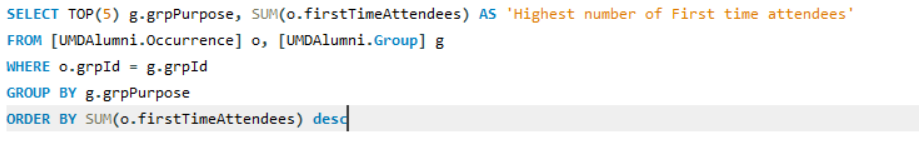 SELECT TOP(5) g.grpPurpose, SUM(o.firstTimeAttendees) AS 'Highest number of First time attendees'
FROM [UMDAlumni.Occurrence] o, [UMDAlumni.Group] g
WHERE o.grpId = g.grpId
GROUP BY g.grpPurpose
ORDER BY SUM(o.firstTimeAttendees) desc